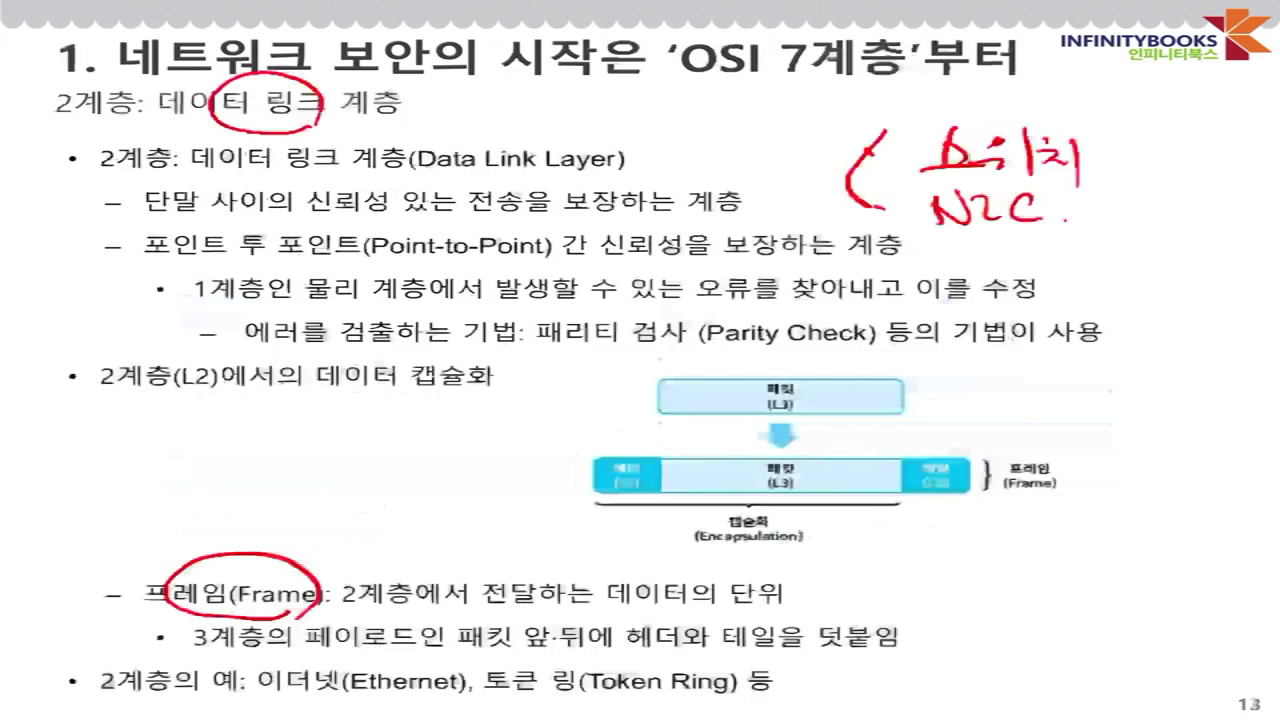 INFINITYBOOKS
인피니티북스
1. 네트워크 보안의 시작은 ‘OSI 7계층’부터
2계층: 데이터 링크 계층
• 2계층: 데이터 링크 계층(Data Link Layer)
– 단말 사이의 신뢰성 있는 전송을 보장하는 계층
– 포인트 투 포인트(Point-to-Point) 간 신뢰성을 보장하는 계층
• 1계층인 물리 계층에서 발생할 수 있는 오류를 찾아내고 이를 수정
– 에러를 검출하는 기법: 패리티 검사 (Parity Check) 등의 기법이 사용
• 2계층(L2)에서의 데이터 캡슐화
패킷
(L3)
패킷
(L3)
프레임
(Frame)
캡슐화
(Encapsulation)
– 프레임(Frame): 2계층에서 전달하는 데이터의 단위
• 3계층의 페이로드인 패킷 앞·뒤에 헤더와 테일을 덧붙임
• 2계층의 예: 이더넷(Ethernet), 토큰 링(Token Ring) 등
13